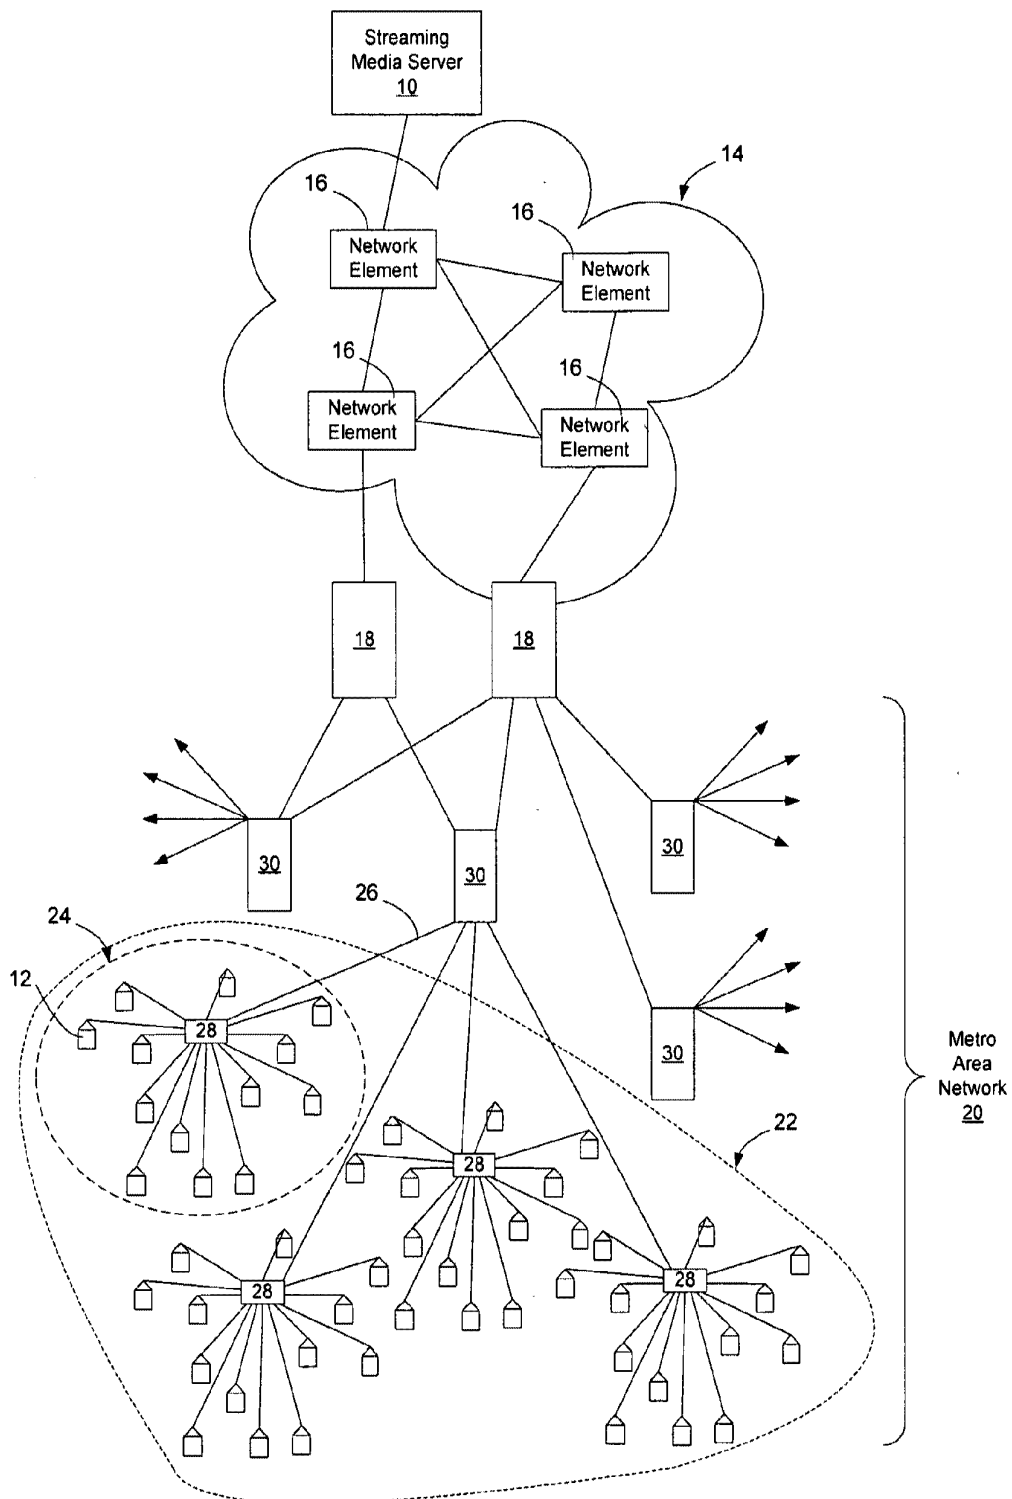 Streaming
Media Server
10
14
16
Network
Element
16
Network
Element
16
Network
Element
16
Network
Element
18
18
30
30
30
26
24
12
28
30
Metro
Area
Network
20
22
28
28
28